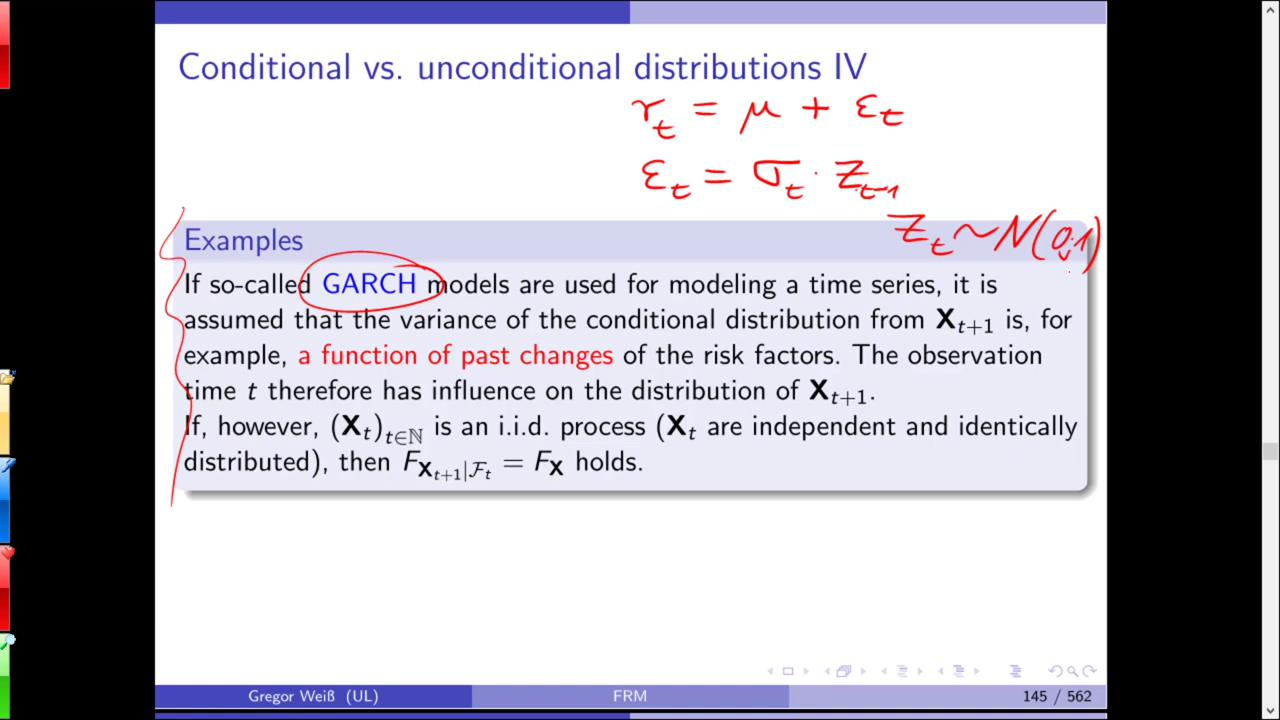 Conditional vs. unconditional distributions IV
r_t = μ + ε_t
ε_t = σ_t · Z_{t-1}
Z_t ~ N(0;1)
Examples
If so-called GARCH models are used for modeling a time series, it is
assumed that the variance of the conditional distribution from X_{t+1} is, for
example, a function of past changes of the risk factors. The observation
time t therefore has influence on the distribution of X_{t+1}.
If, however, (X_t)_{t∈ℕ} is an i.i.d. process (X_t are independent and identically
distributed), then F_{X_{t+1}|ℱ_t} = F_X holds.
Gregor Weiß (UL) FRM 145 / 562